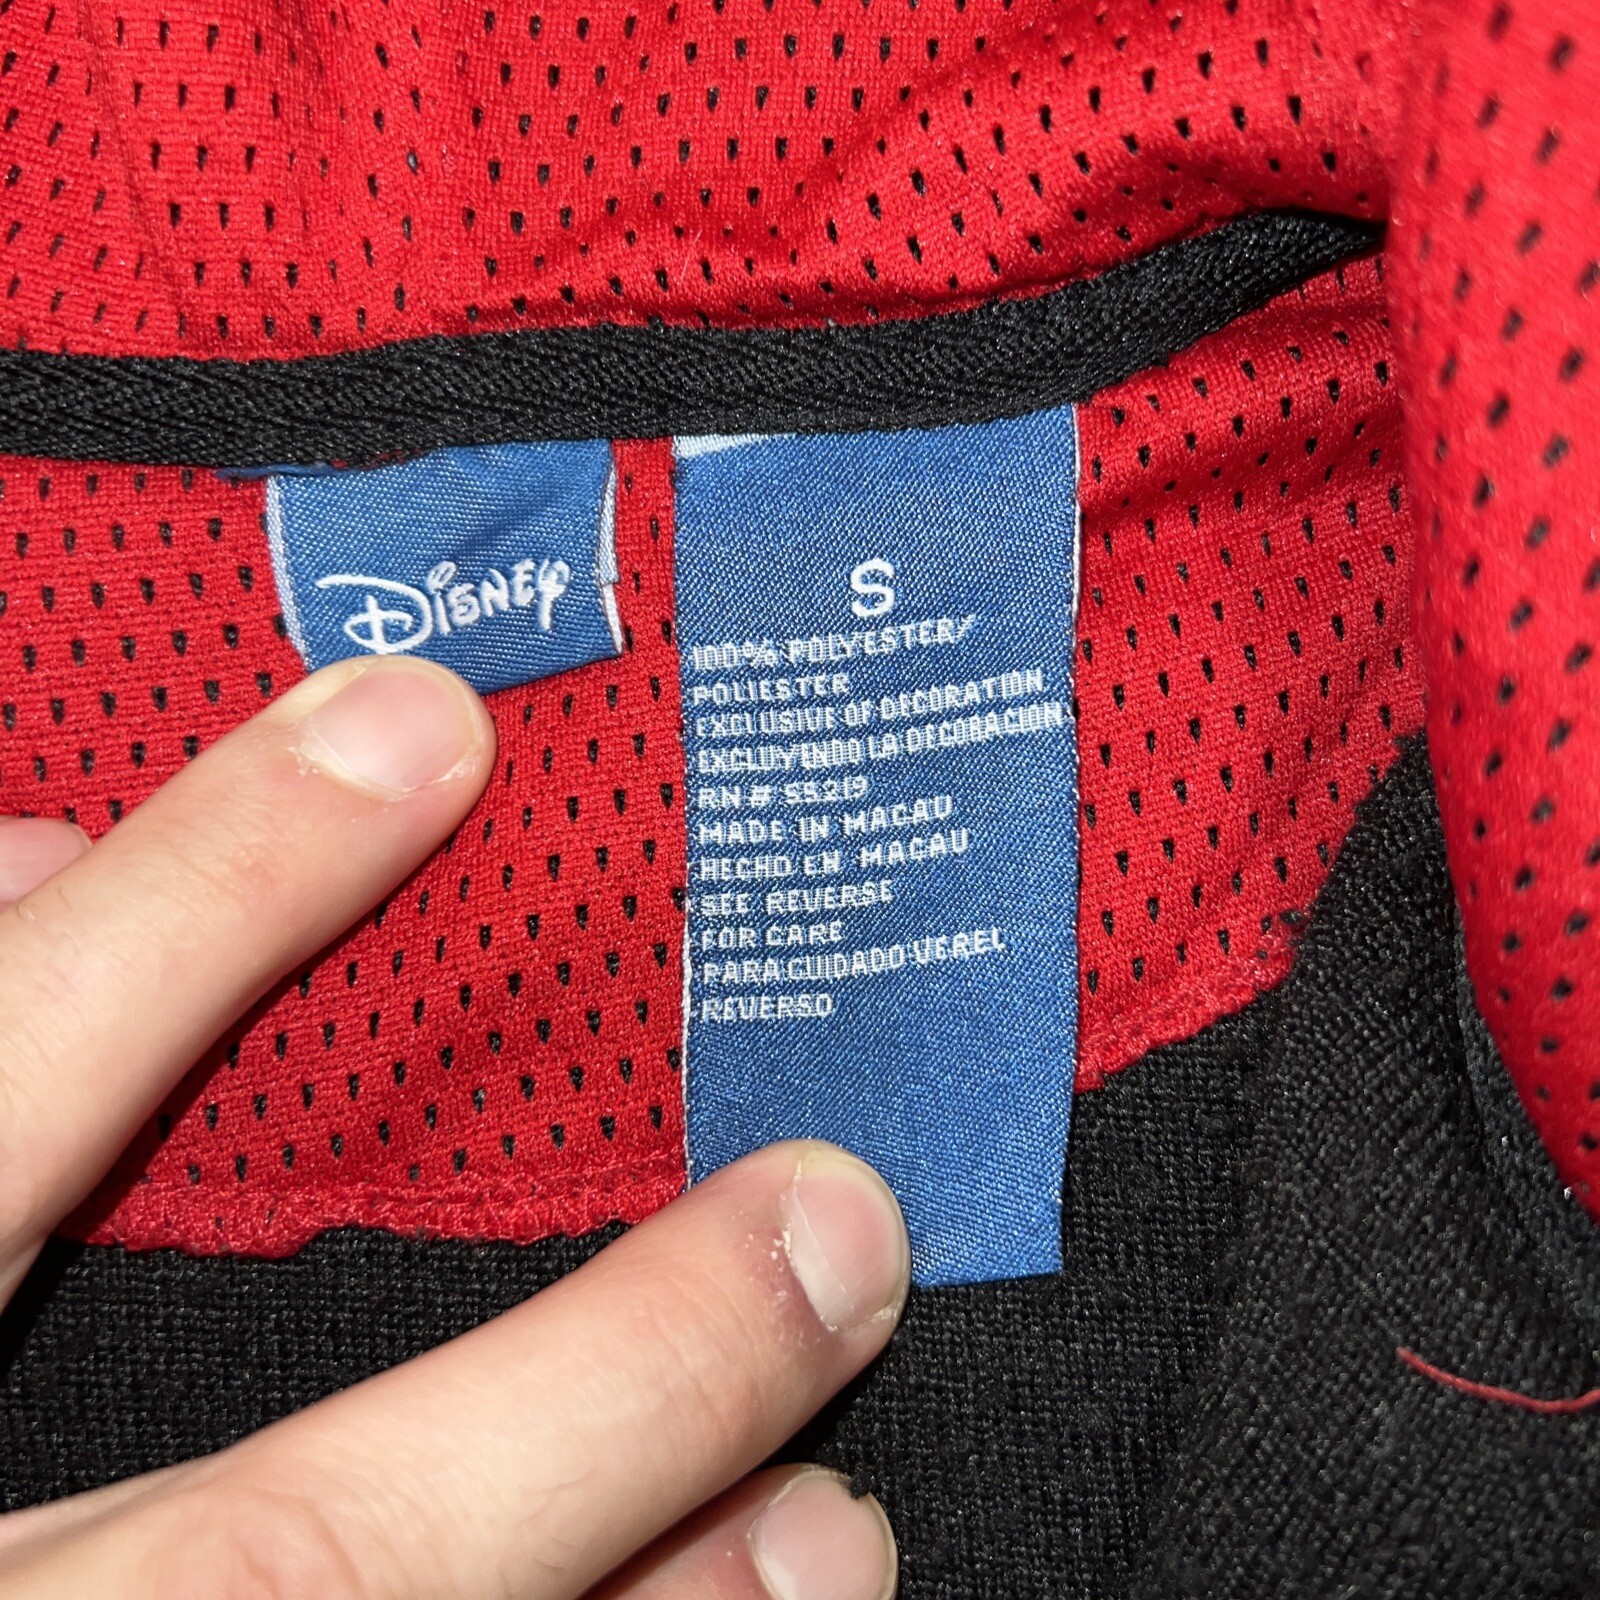 Disney
S
100% POLYESTER/
POLIESTER
EXCLUSIVE OF DECORATION
EXCLUYENDO LA DECORACION
RN# 55219
MADE IN MACAU
HECHO EN MACAU
SEE REVERSE
FOR CARE
PARA CUIDADO VER EL
REVERSO